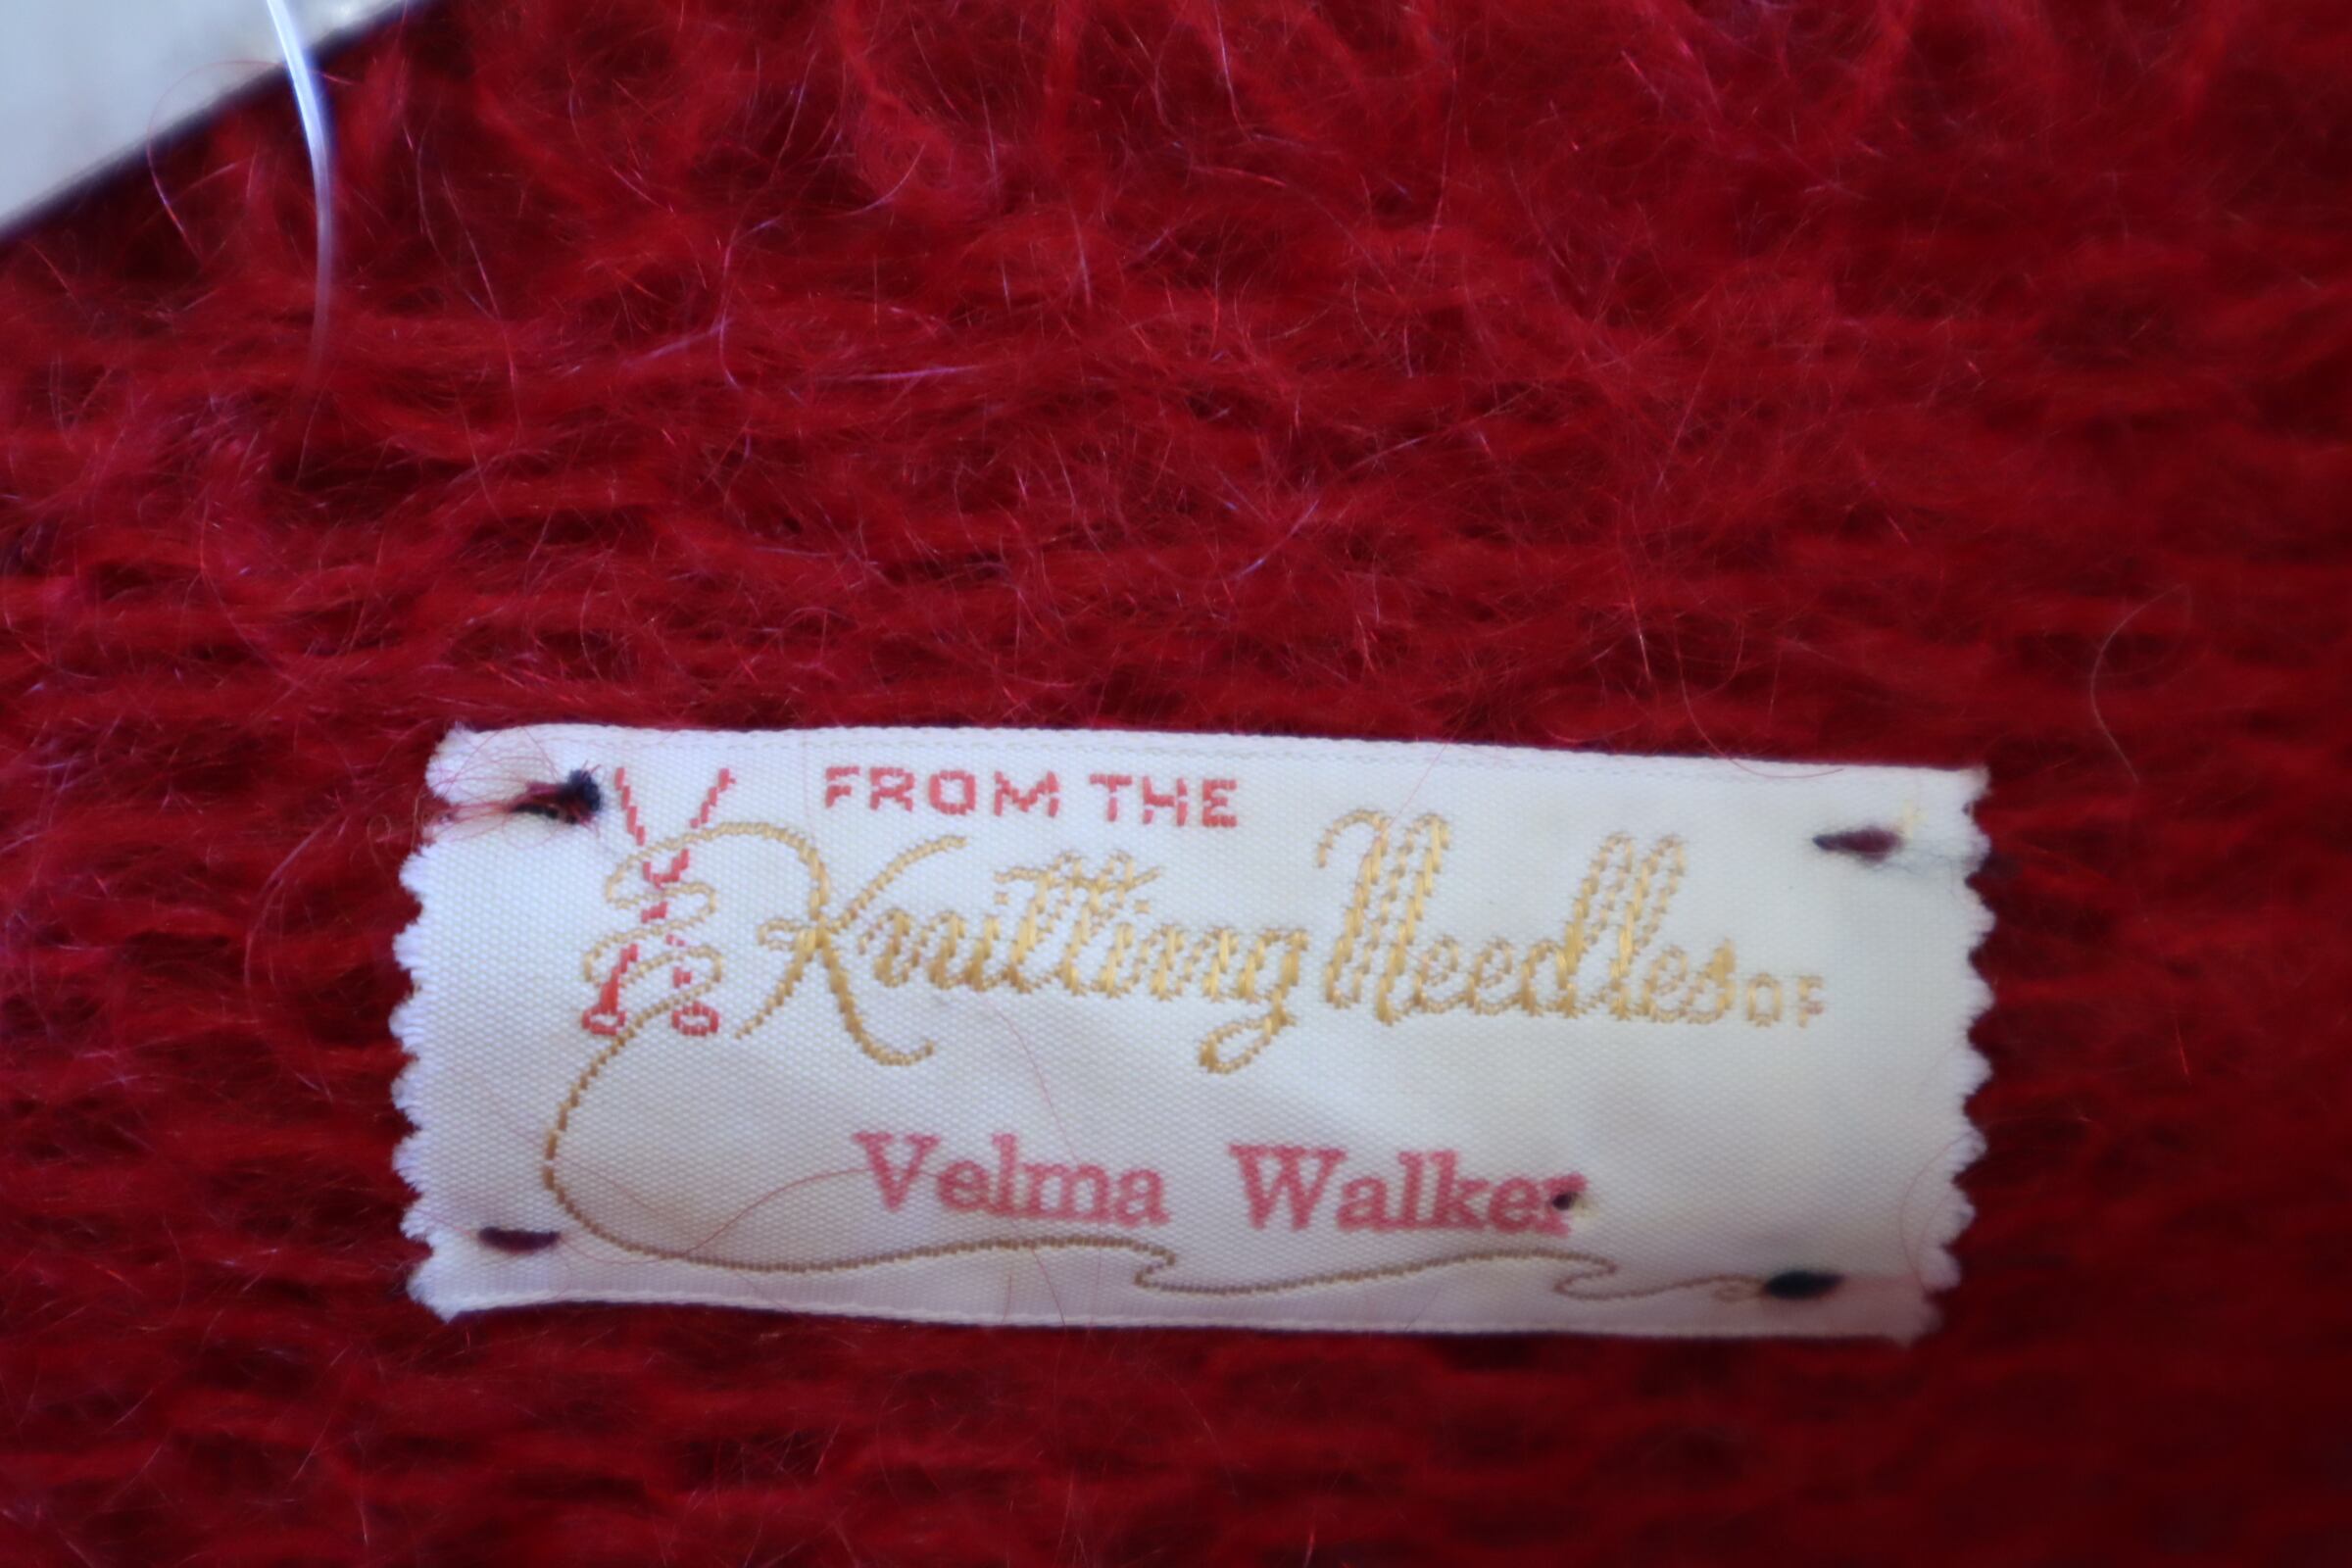 FROM THE
Knitting Needles OF
Velma Walker